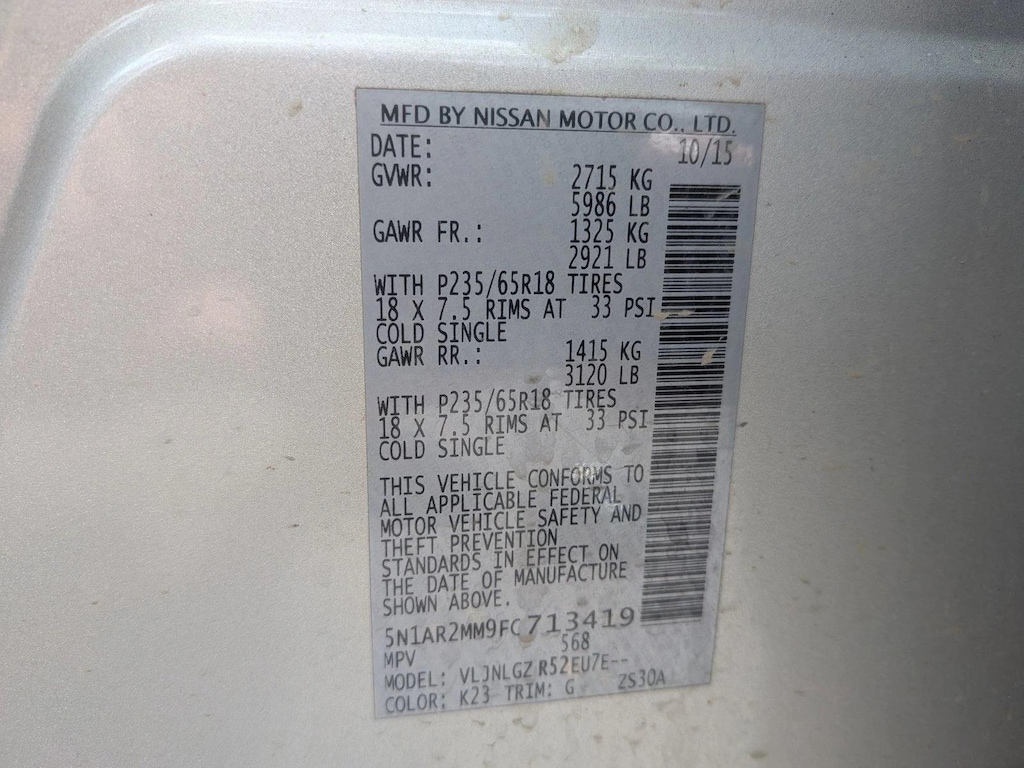 MFD BY NISSAN MOTOR CO., LTD.
DATE: 10/15
GVWR: 2715 KG
5986 LB
GAWR FR.: 1325 KG
2921 LB
WITH P235/65R18 TIRES
18 X 7.5 RIMS AT 33 PSI
COLD SINGLE
GAWR RR.: 1415 KG
3120 LB
WITH P235/65R18 TIRES
18 X 7.5 RIMS AT 33 PSI
COLD SINGLE
THIS VEHICLE CONFORMS TO
ALL APPLICABLE FEDERAL
MOTOR VEHICLE SAFETY AND
THEFT PREVENTION
STANDARDS IN EFFECT ON
THE DATE OF MANUFACTURE
SHOWN ABOVE.
5N1AR2MM9FC713419
MPV 568
MODEL: VLJNLGZ R52EU7E--
COLOR: K23 TRIM: G ZS30A